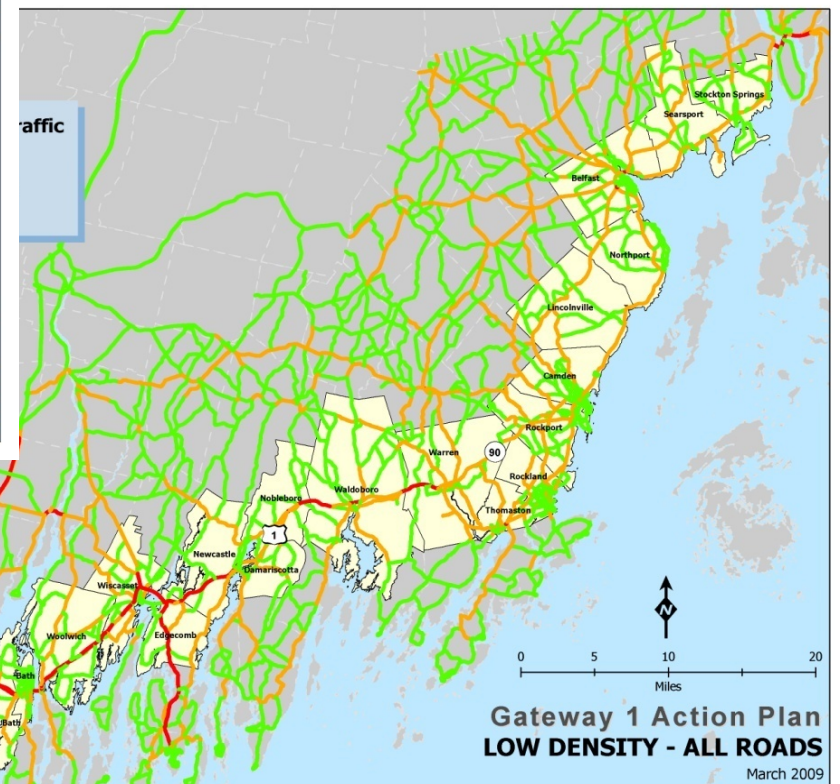 raffic
Stockton Springs
Searsport
Belfast
Northport
Lincolnville
Camden
Rockport
Warren
90
Rockland
Waldoboro
Nobleboro
Thomaston
1
Newcastle
Damariscotta
Wiscasset
Woolwich
Edgecomb
Bath
Bath
N
0 5 10 20
Miles
Gateway 1 Action Plan
LOW DENSITY - ALL ROADS
March 2009